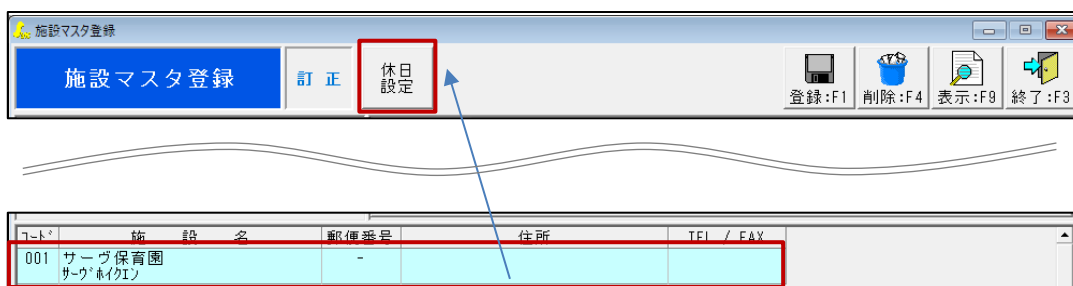 施設マスタ登録
施設マスタ登録
訂 正
休日
設定
登録:F1
削除:F4
表示:F9
終了:F3
コード 施 設 名 郵便番号 住所 TEL / FAX
001 サーヴ保育園 -
サーヴホイクエン